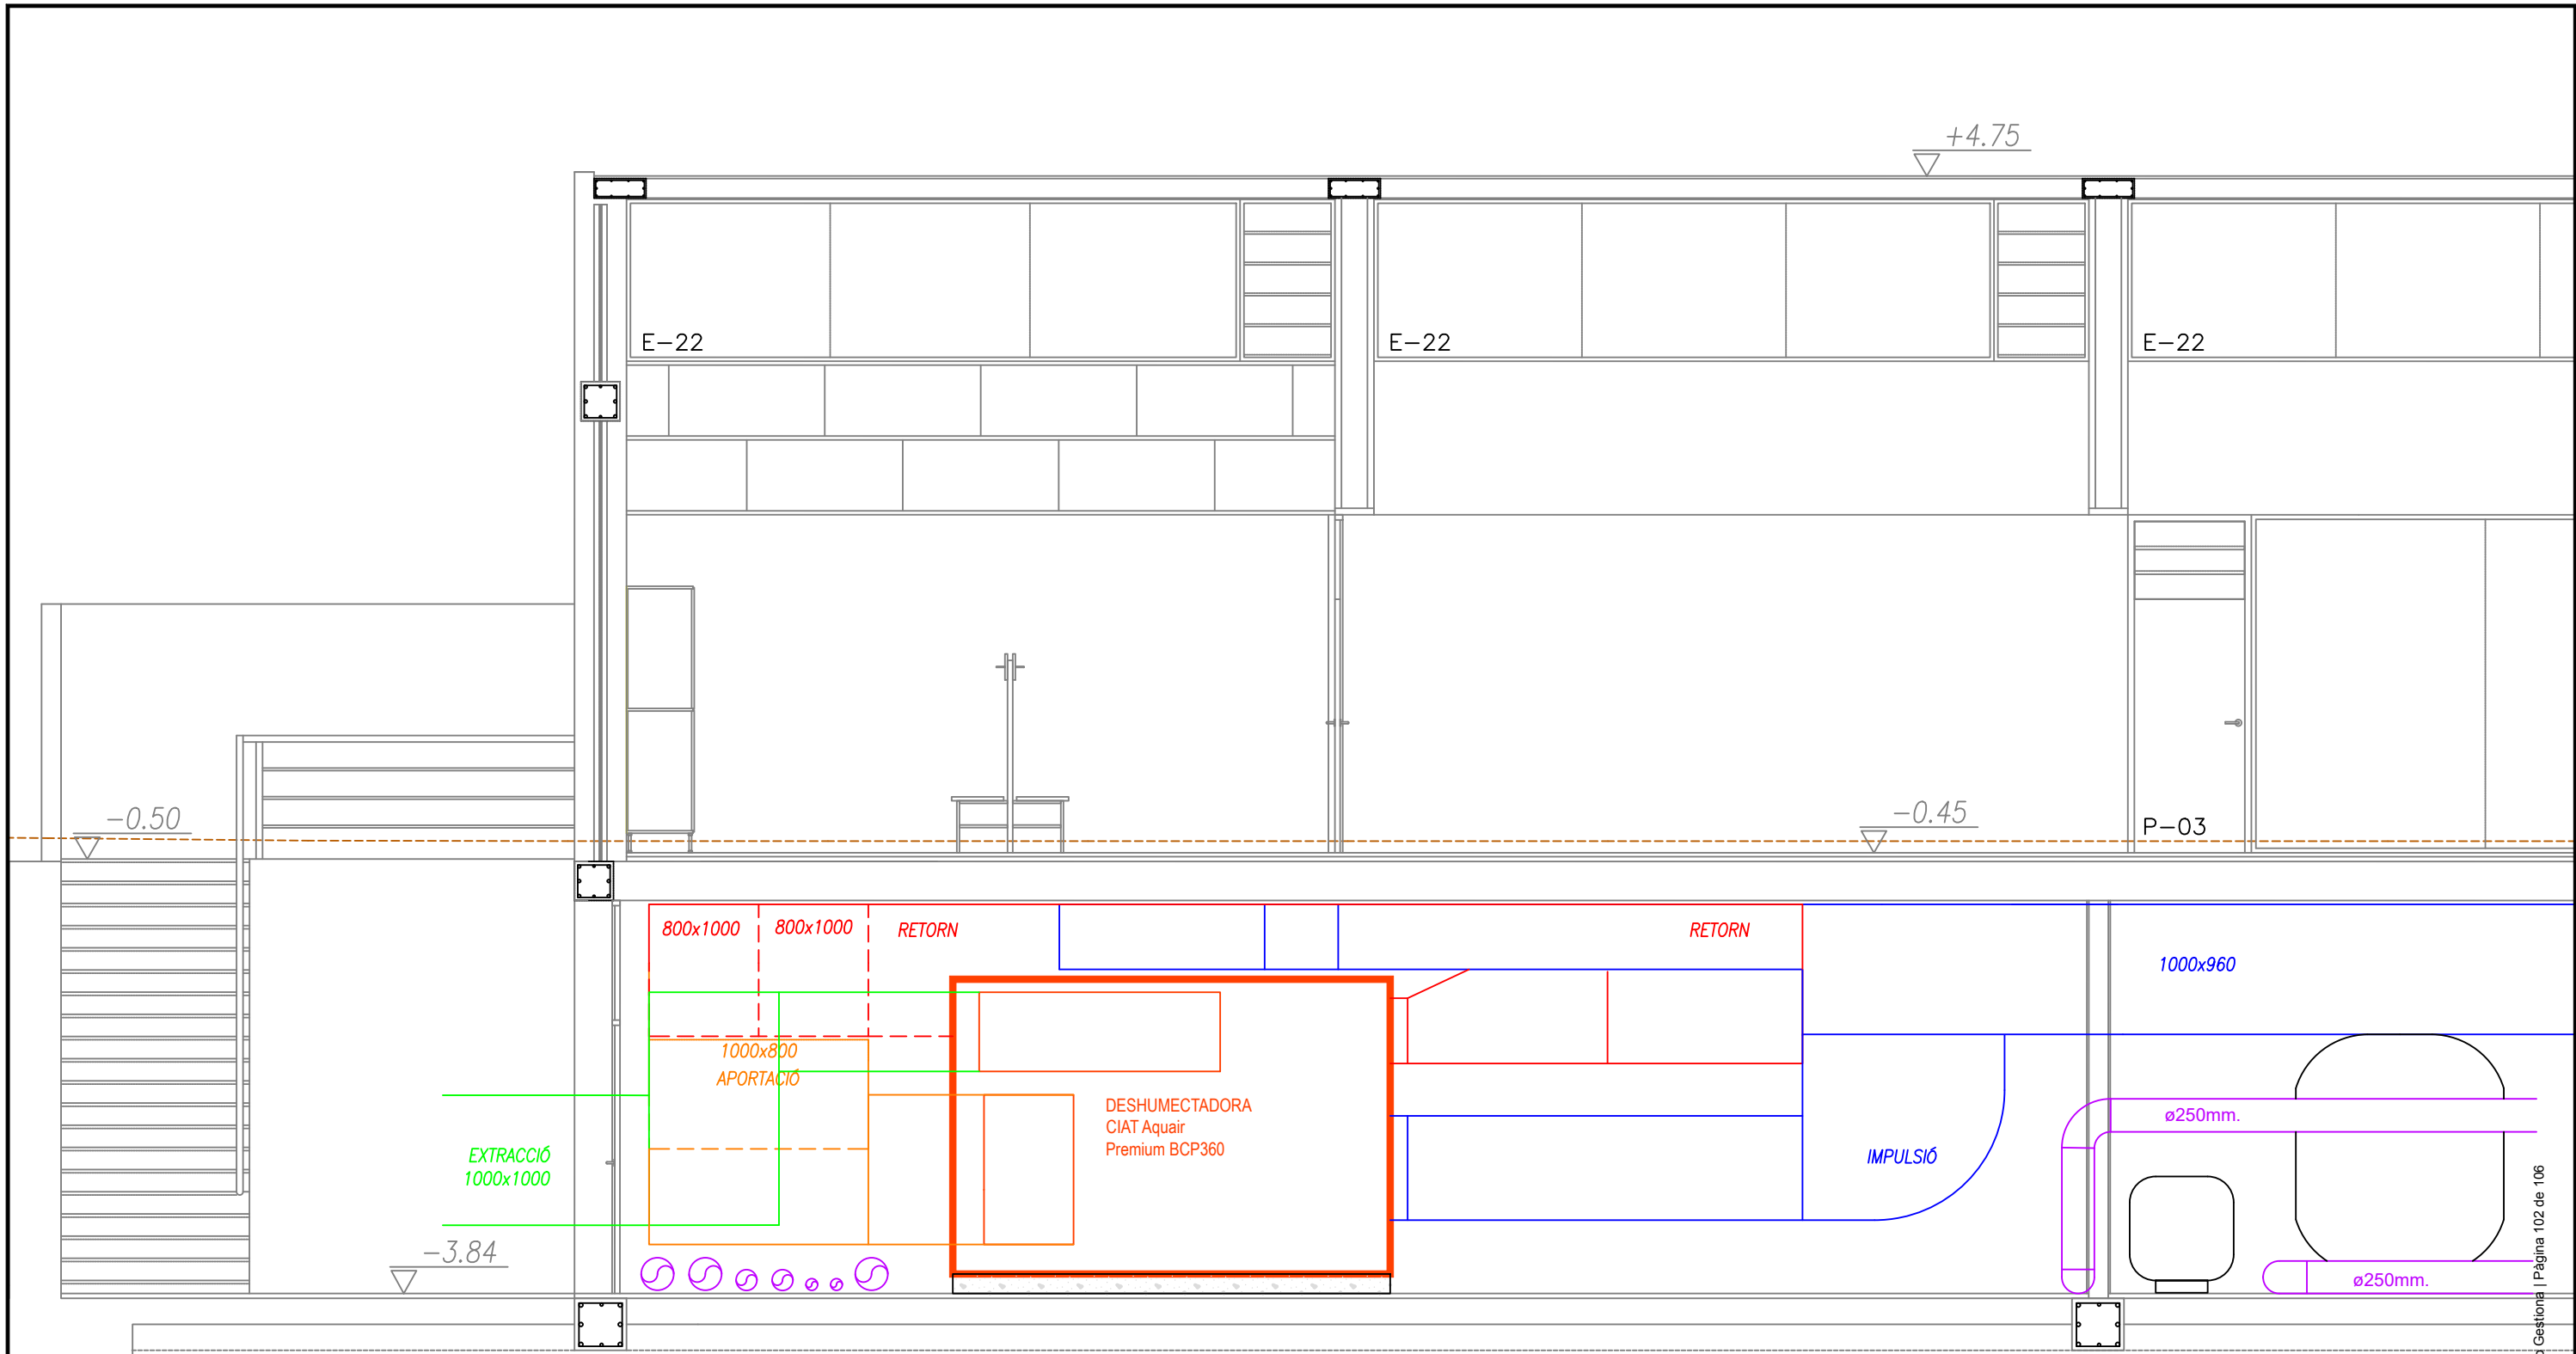 +4.75
E-22
E-22
E-22
-0.50
-0.45
P-03
800x1000
800x1000
RETORN
RETORN
1000x960
1000x800
APORTACIÓ
DESHUMECTADORA
CIAT Aquair
Premium BCP360
ø250mm.
EXTRACCIÓ
1000x1000
IMPULSIÓ
-3.84
ø250mm.
Gestiona | Pàgina 102 de 106